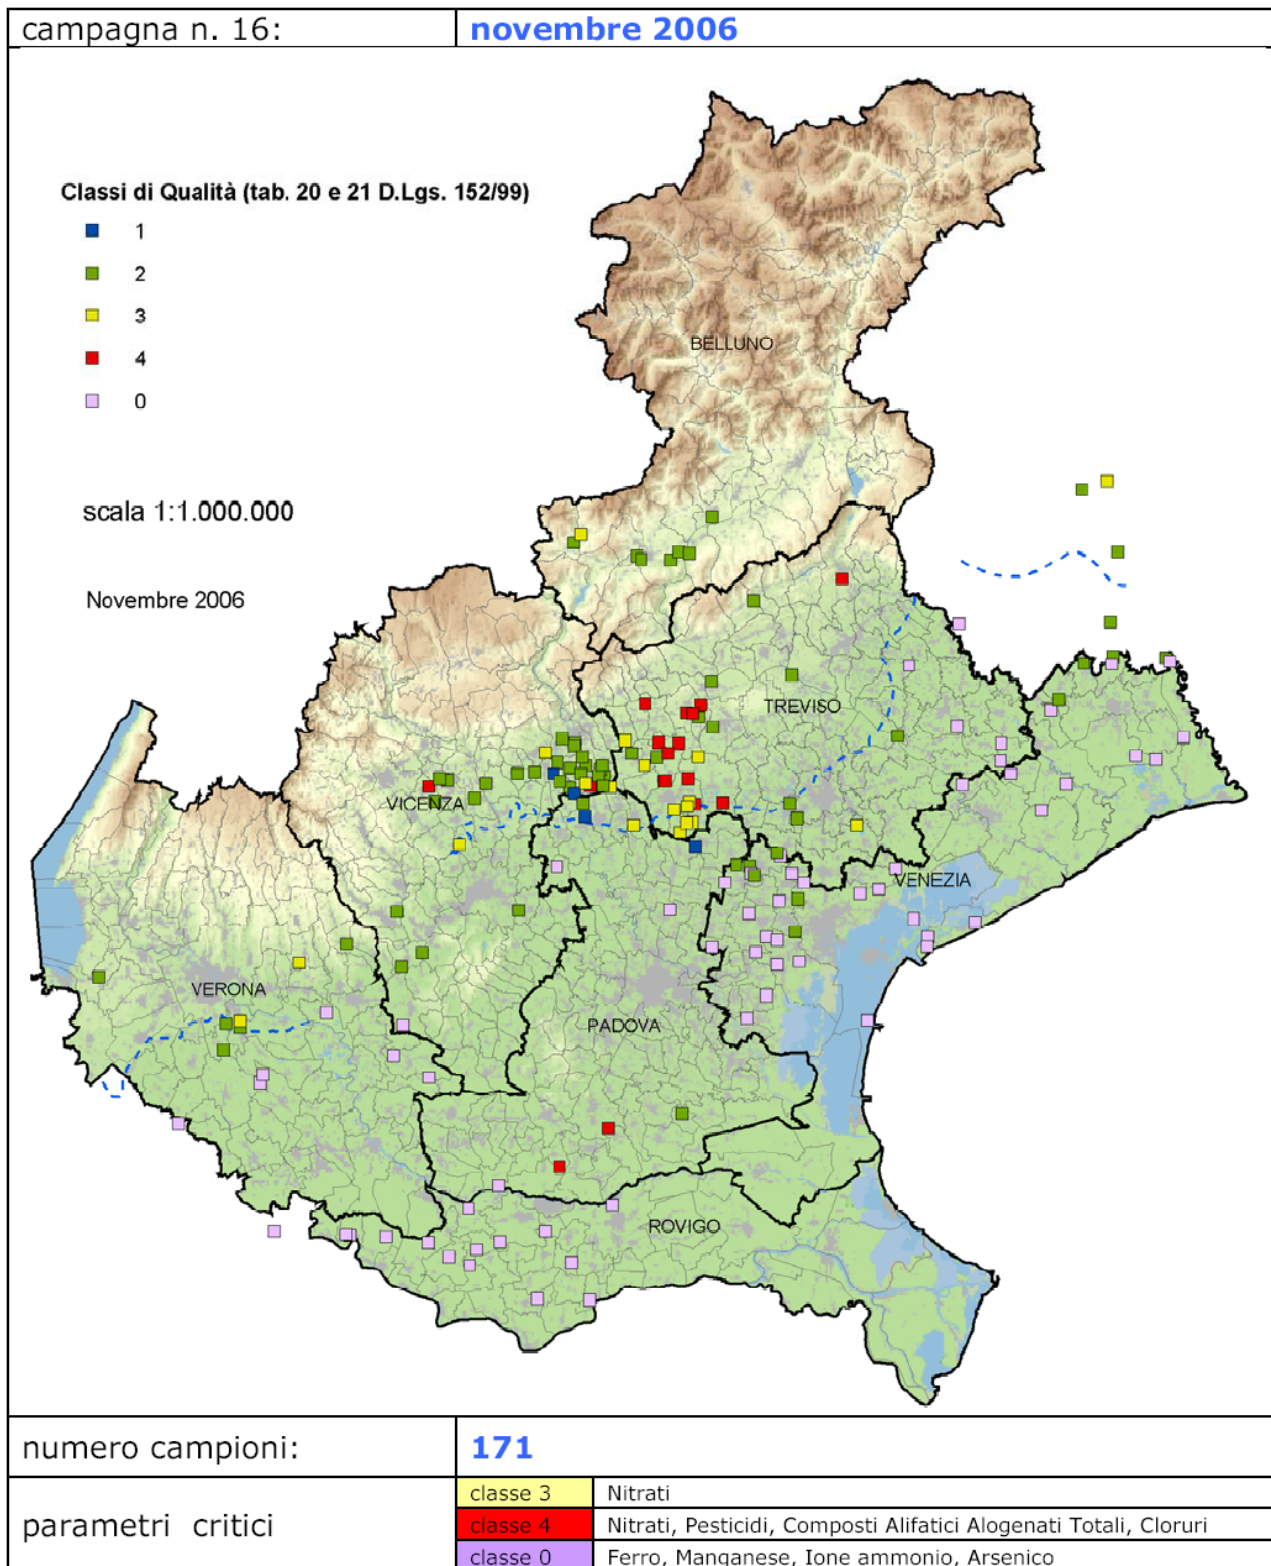 campagna n. 16: novembre 2006
Classi di Qualità (tab. 20 e 21 D.Lgs. 152/99)
1
2
3
4
0
scala 1:1.000.000
Novembre 2006
BELLUNO
TREVISO
VICENZA
VENEZIA
VERONA
PADOVA
ROVIGO
numero campioni: 171
parametri critici
classe 3 Nitrati
classe 4 Nitrati, Pesticidi, Composti Alifatici Alogenati Totali, Cloruri
classe 0 Ferro, Manganese, Ione ammonio, Arsenico